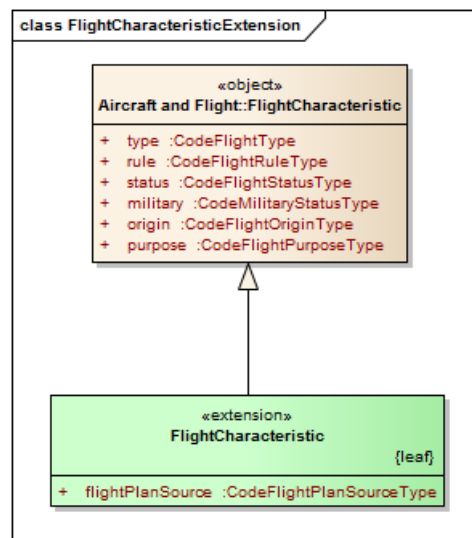 class FlightCharacteristicExtension
«object»
Aircraft and Flight::FlightCharacteristic
+ type :CodeFlightType
+ rule :CodeFlightRuleType
+ status :CodeFlightStatusType
+ military :CodeMilitaryStatusType
+ origin :CodeFlightOriginType
+ purpose :CodeFlightPurposeType
«extension»
FlightCharacteristic
{leaf}
+ flightPlanSource :CodeFlightPlanSourceType